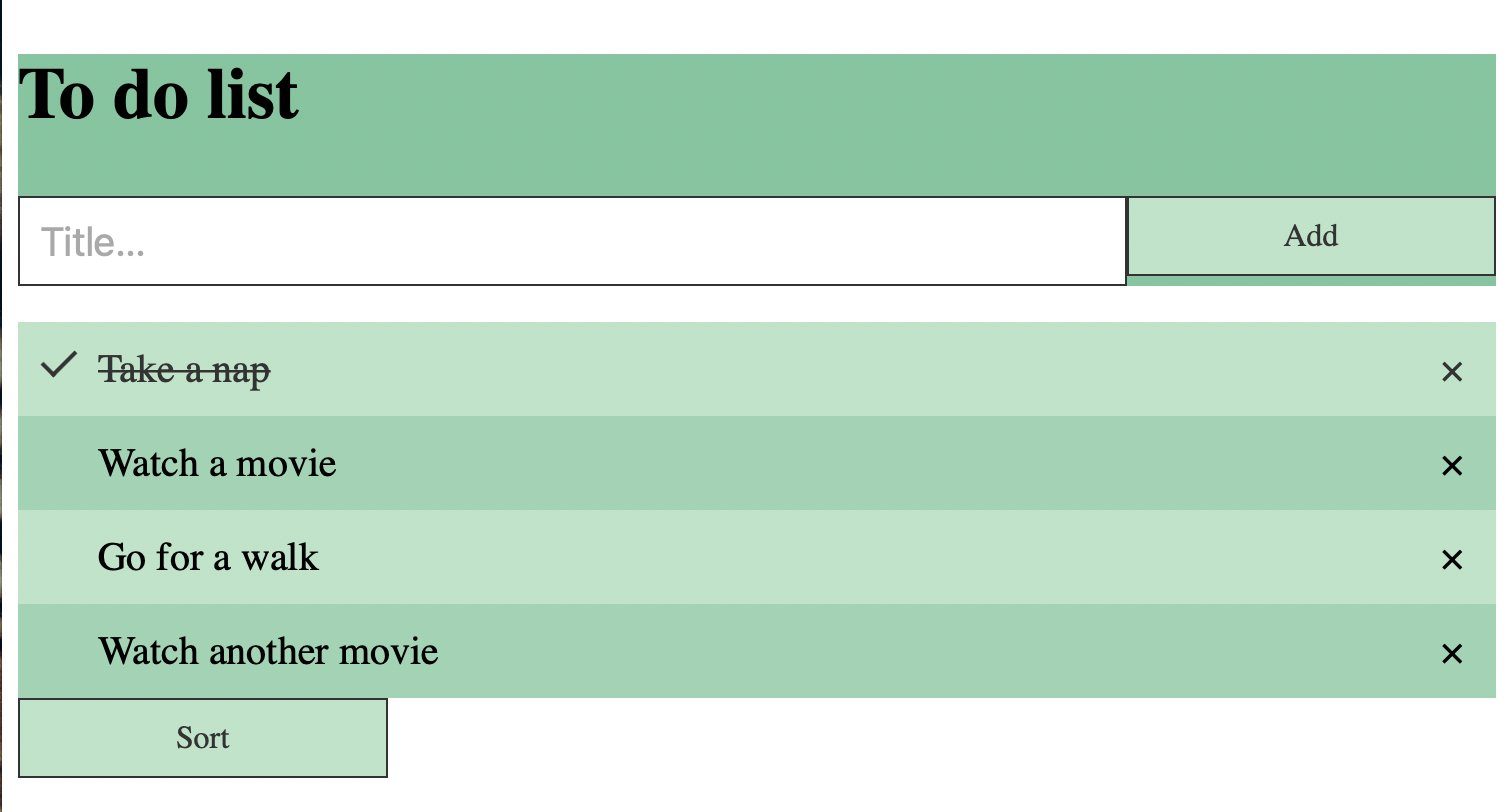 To do list
Title...
Add
Take a nap ×
Watch a movie ×
Go for a walk ×
Watch another movie ×
Sort